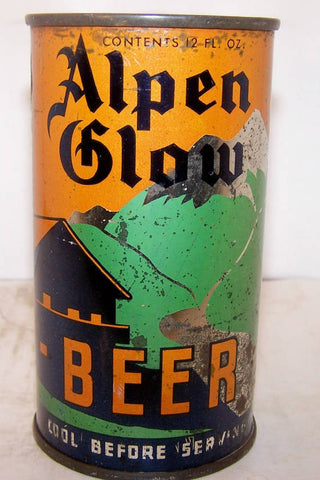 CONTENTS 12 FL. OZ.
Alpen
Glow
BEER
COOL BEFORE SERVING